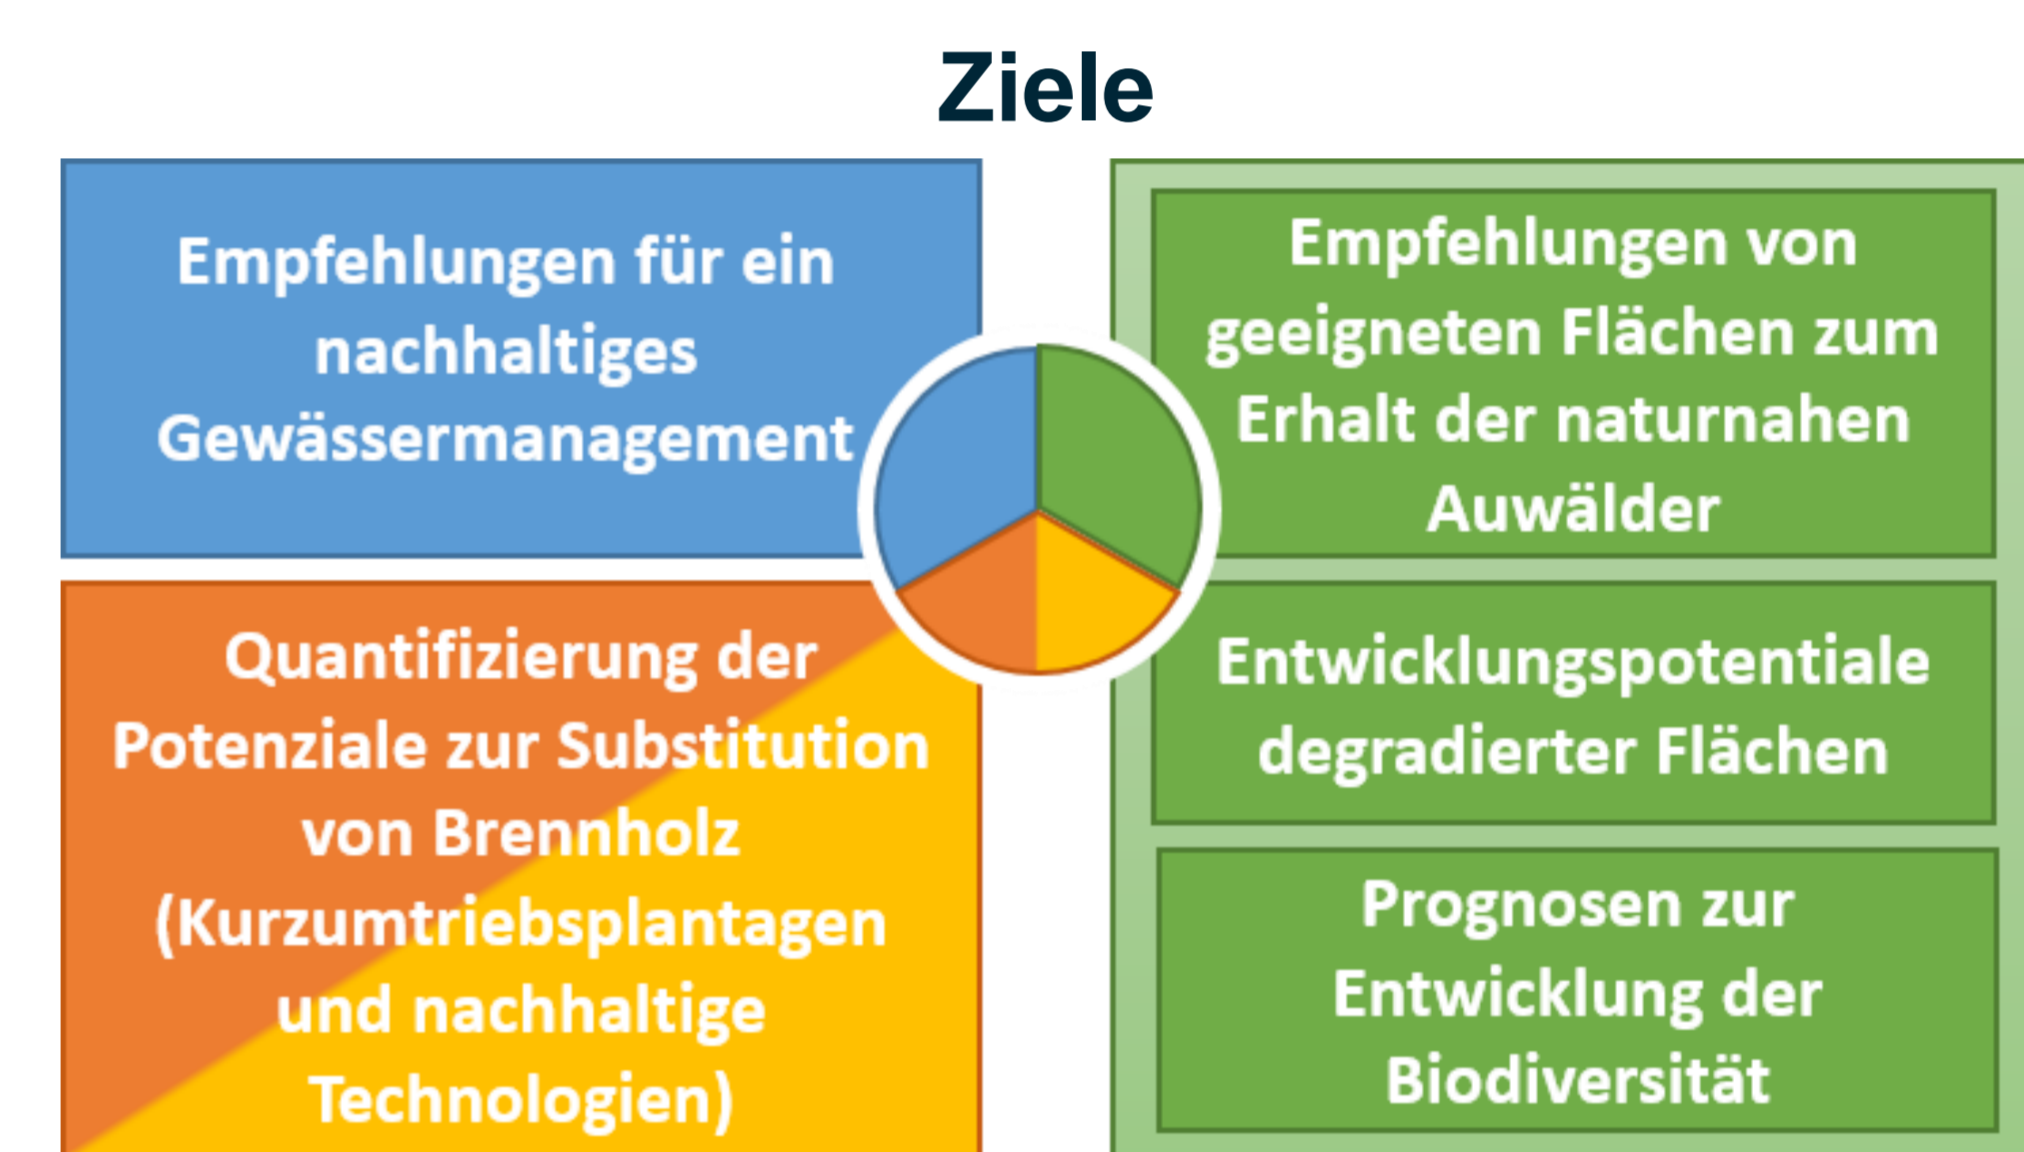 Ziele
Empfehlungen für ein
nachhaltiges
Gewässermanagement
Quantifizierung der
Potenziale zur Substitution
von Brennholz
(Kurzumtriebsplantagen
und nachhaltige
Technologien)
Empfehlungen von
geeigneten Flächen zum
Erhalt der naturnahen
Auwälder
Entwicklungspotentiale
degradierter Flächen
Prognosen zur
Entwicklung der
Biodiversität